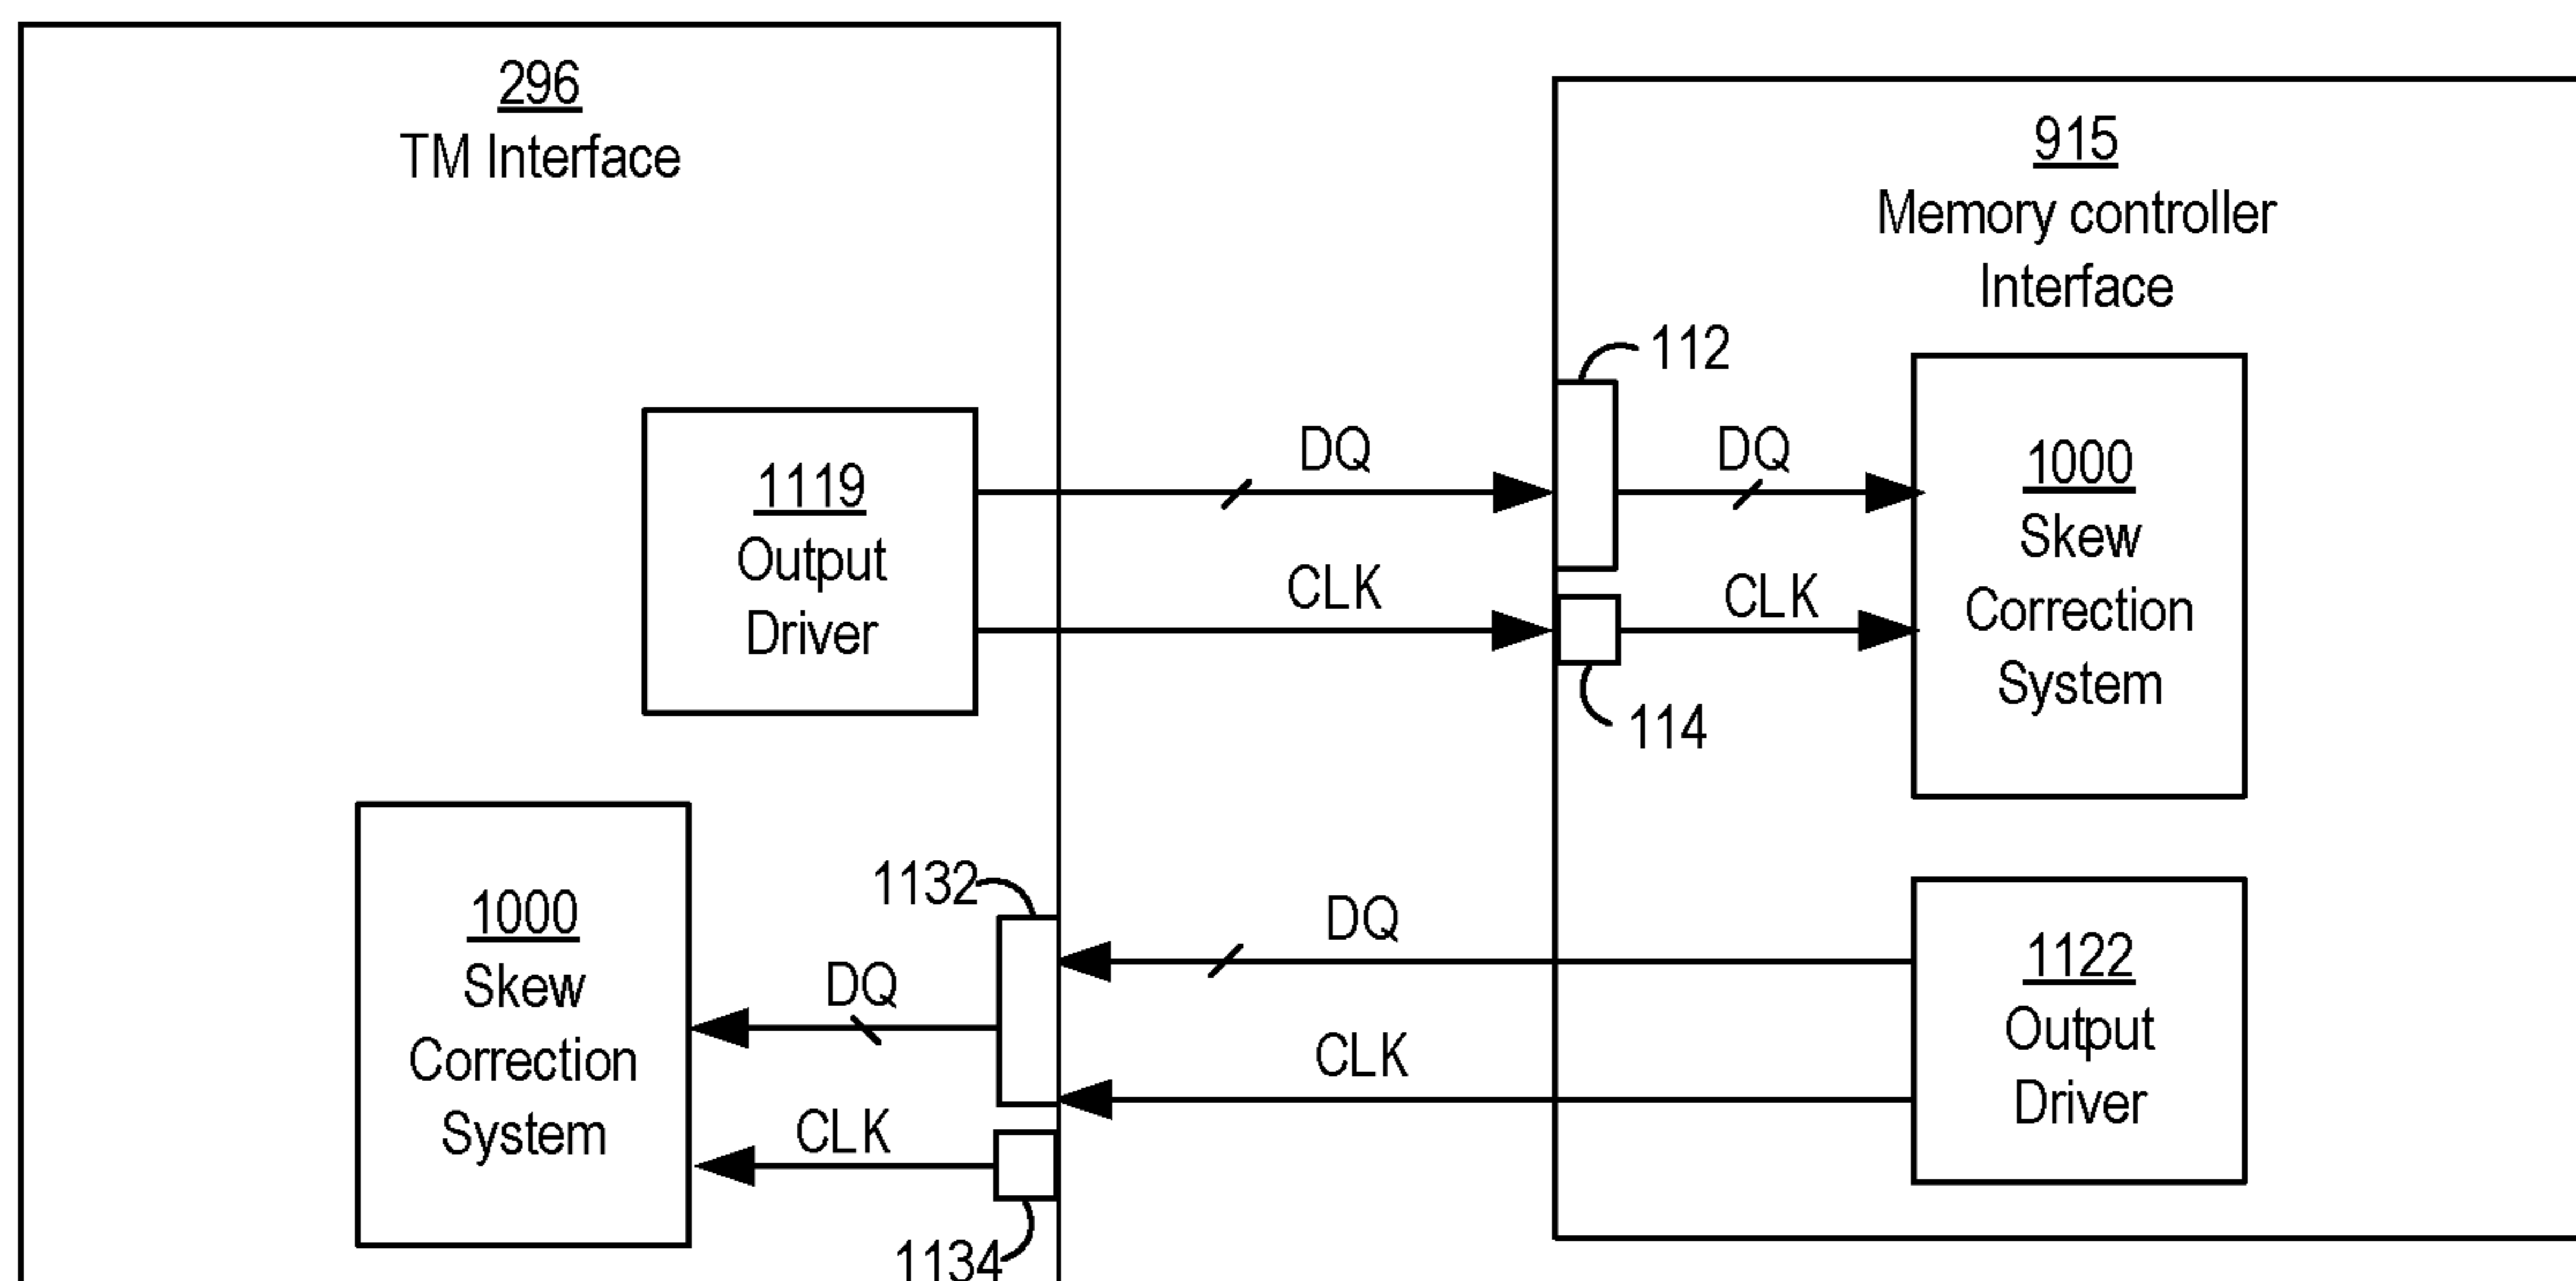 296
TM Interface
915
Memory controller
Interface
112
1119
Output
Driver
DQ
CLK
DQ
CLK
1000
Skew
Correction
System
114
1132
1000
Skew
Correction
System
DQ
CLK
DQ
CLK
1122
Output
Driver
1134